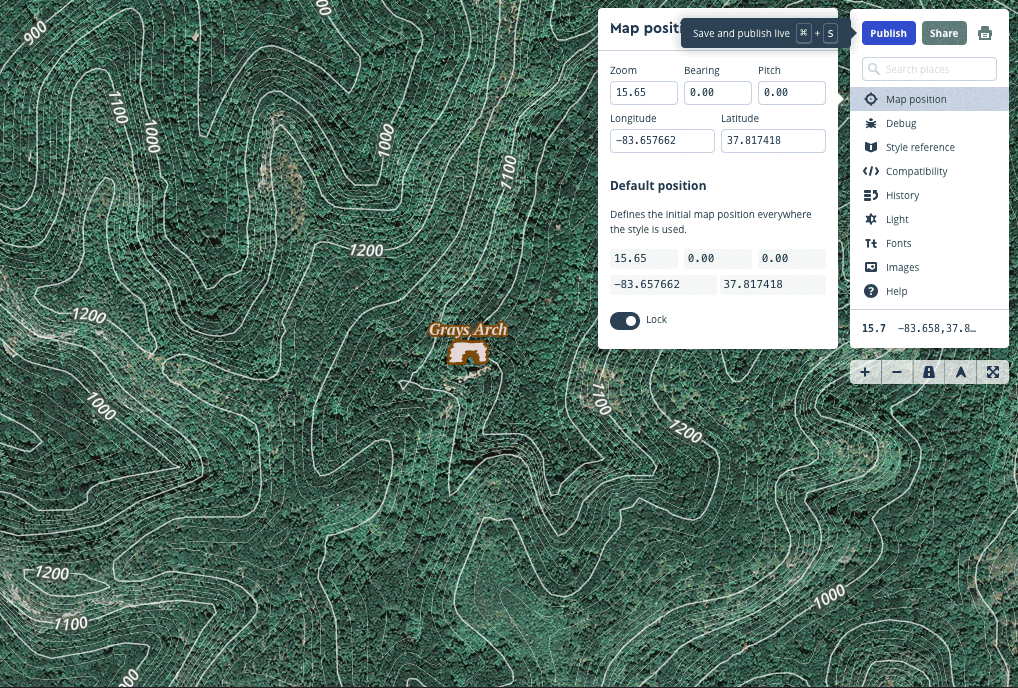 900
00
1100
1000
1000
1100
1200
1200
Grays Arch
1000
1100
1200
1200
1100
1000
000
Map positi
Save and publish live ⌘ + S
Publish
Share
Zoom Bearing Pitch
15.65 0.00 0.00
Longitude Latitude
-83.657662 37.817418
Default position
Defines the initial map position everywhere
the style is used.
15.65 0.00 0.00
-83.657662 37.817418
Lock
Search places
Map position
Debug
Style reference
Compatibility
History
Light
Tt Fonts
Images
? Help
15.7 -83.658,37.8…
+ −